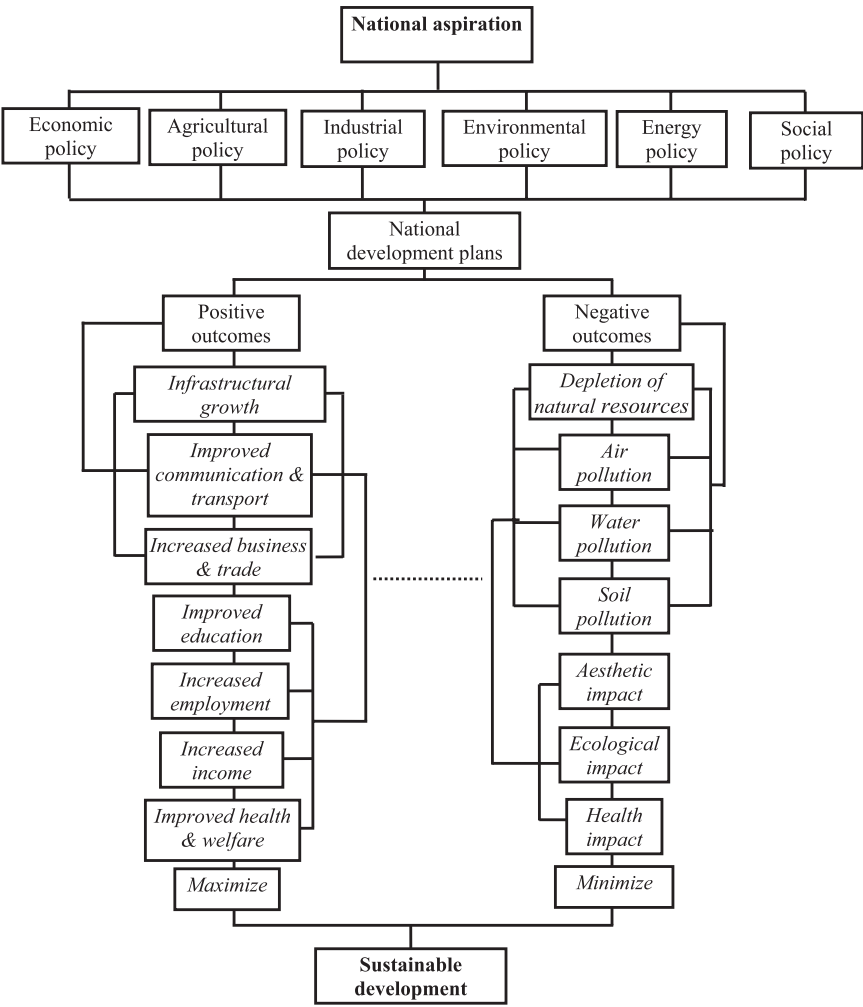 National aspiration
Economic
policy
Agricultural
policy
Industrial
policy
Environmental
policy
Energy
policy
Social
policy
National
development plans
Positive
outcomes
Infrastructural
growth
Improved
communication &
transport
Increased business
& trade
Improved
education
Increased
employment
Increased
income
Improved health
& welfare
Maximize
Negative
outcomes
Depletion of
natural resources
Air
pollution
Water
pollution
Soil
pollution
Aesthetic
impact
Ecological
impact
Health
impact
Minimize
Sustainable
development